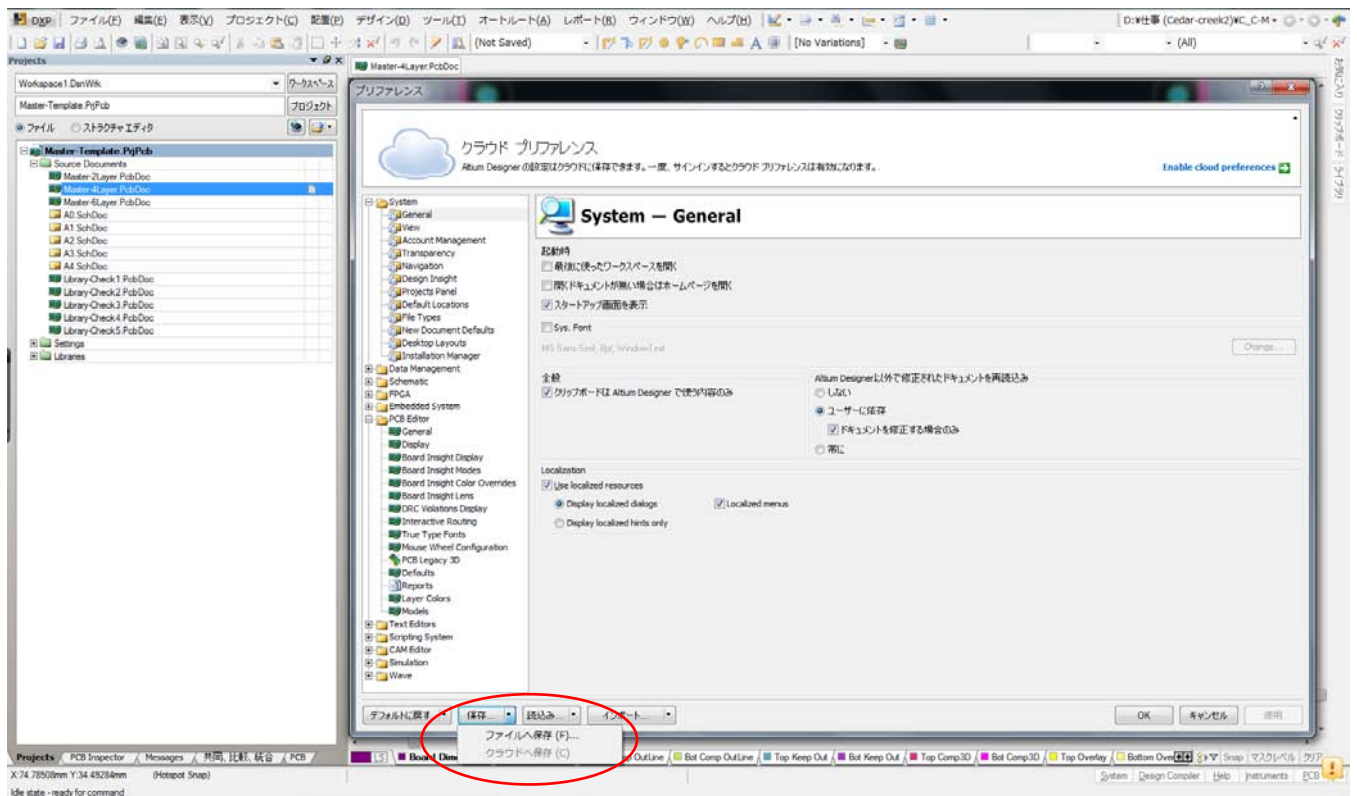 DXP ファイル(F) 編集(E) 表示(V) プロジェクト(C) 配置(P) デザイン(D) ツール(T) オートルート(A) レポート(R) ウィンドウ(W) ヘルプ(H) D:¥仕事 (Cedar-creek2)¥C_C-M
(Not Saved) [No Variations] (All)
Projects
Master-4Layer.PcbDoc
Workspace1.DsnWrk
ワークスペース
Master-Template.PrjPcb
プロジェクト
ファイル ストラクチャ エディタ
Master-Template.PrjPcb
Source Documents
Master-2Layer.PcbDoc
Master-4Layer.PcbDoc
Master-6Layer.PcbDoc
A0.SchDoc
A1.SchDoc
A2.SchDoc
A3.SchDoc
A4.SchDoc
Library-Check1.PcbDoc
Library-Check2.PcbDoc
Library-Check3.PcbDoc
Library-Check4.PcbDoc
Library-Check5.PcbDoc
Settings
Libraries
プリファレンス
クラウド プリファレンス
Altium Designer の設定はクラウドに保存できます。一度、サインインするとクラウド プリファレンスは有効になります。
Enable cloud preferences
System
General
View
Account Management
Transparency
Navigation
Design Insight
Projects Panel
Default Locations
File Types
New Document Defaults
Desktop Layouts
Installation Manager
Data Management
Schematic
FPGA
Embedded System
PCB Editor
General
Display
Board Insight Display
Board Insight Modes
Board Insight Color Overrides
Board Insight Lens
DRC Violations Display
Interactive Routing
True Type Fonts
Mouse Wheel Configuration
PCB Legacy 3D
Defaults
Reports
Layer Colors
Models
Text Editors
Scripting System
CAM Editor
Simulation
Wave
System – General
起動時
最後に使ったワークスペースを開く
開くドキュメントが無い場合はホームページを開く
スタートアップ画面を表示
Sys. Font
MS Sans Serif, 8pt, WindowText
Change...
全般
クリップボードは Altium Designer で使う内容のみ
Altium Designer以外で修正されたドキュメントを再読込み
しない
ユーザーに依存
ドキュメントを修正する場合のみ
常に
Localization
Use localized resources
Display localized dialogs
Localized menus
Display localized hints only
デフォルトに戻す
保存...
読込み...
インポート...
OK
キャンセル
適用
ファイルへ保存 (F)...
クラウドへ保存 (C)
お気に入り
クリップボード
ライブラリ
Projects PCB Inspector Messages 共同、比較、統合 PCB
LS Board Dim OutLine Bot Comp OutLine Top Keep Out Bot Keep Out Top Comp3D Bot Comp3D Top Overlay Bottom Ove Snap マスクレベル クリア
X:74.78508mm Y:34.49284mm (Hotspot Snap)
System Design Compiler Help Instruments PCB
Idle state - ready for command